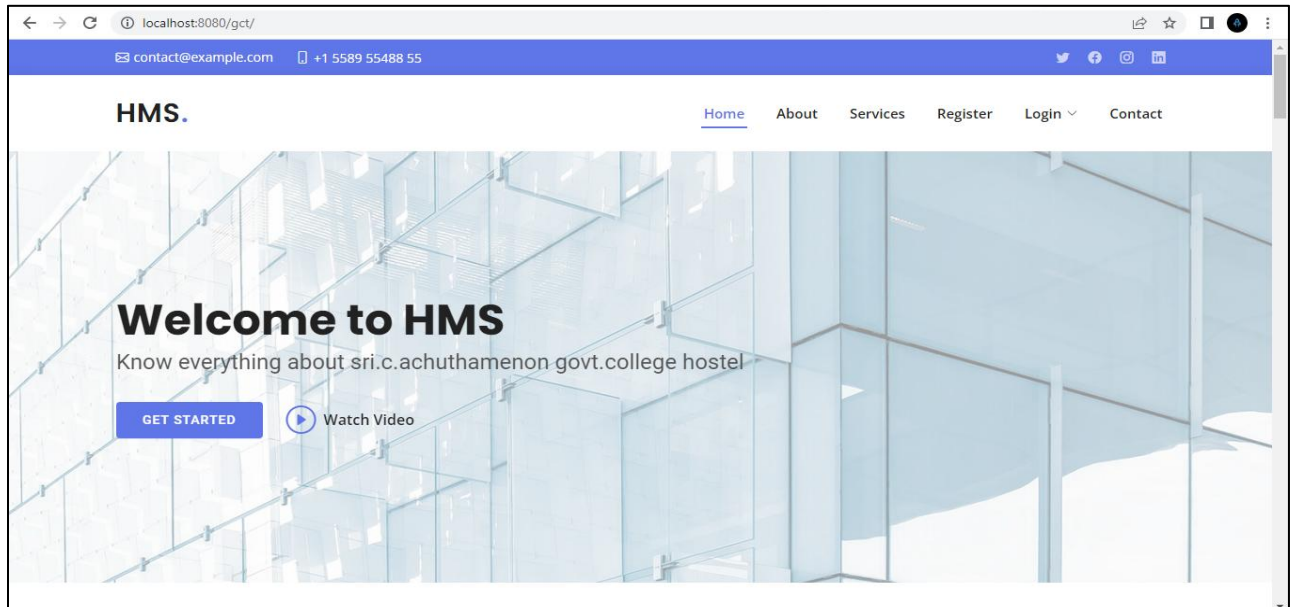 localhost:8080/gct/
contact@example.com +1 5589 55488 55
HMS.
Home About Services Register Login Contact
Welcome to HMS
Know everything about sri.c.achuthamenon govt.college hostel
GET STARTED Watch Video